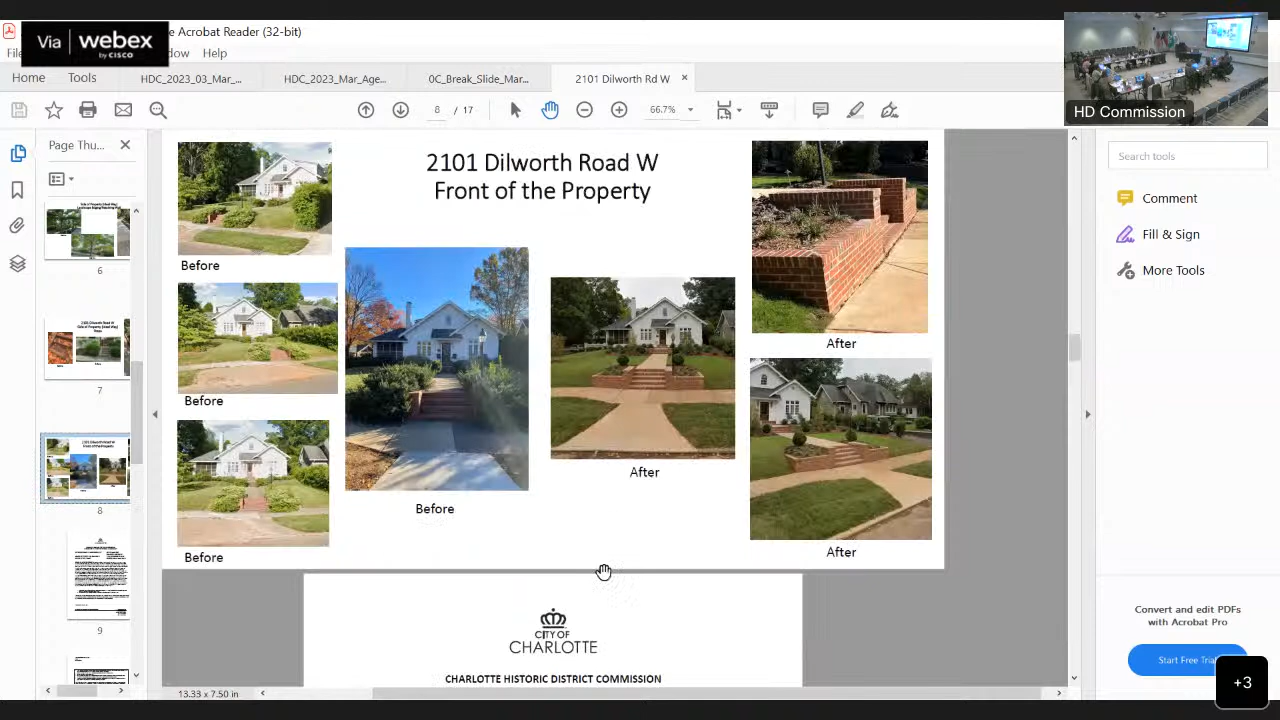 Via webex
by CISCO
e Acrobat Reader (32-bit)
dow Help
Home Tools HDC_2023_03_Mar_... HDC_2023_Mar_Age... 0C_Break_Slide_Mar... 2101 Dilworth Rd W
8 / 17 66.7%
HD Commission
Page Thu...
Search tools
Comment
Fill & Sign
More Tools
6
7
8
9
2101 Dilworth Road W
Front of the Property
Before
Before
Before
Before
After
After
After
CITY OF
CHARLOTTE
CHARLOTTE HISTORIC DISTRICT COMMISSION
13.33 x 7.50 in
Convert and edit PDFs
with Acrobat Pro
Start Free Trial
+3